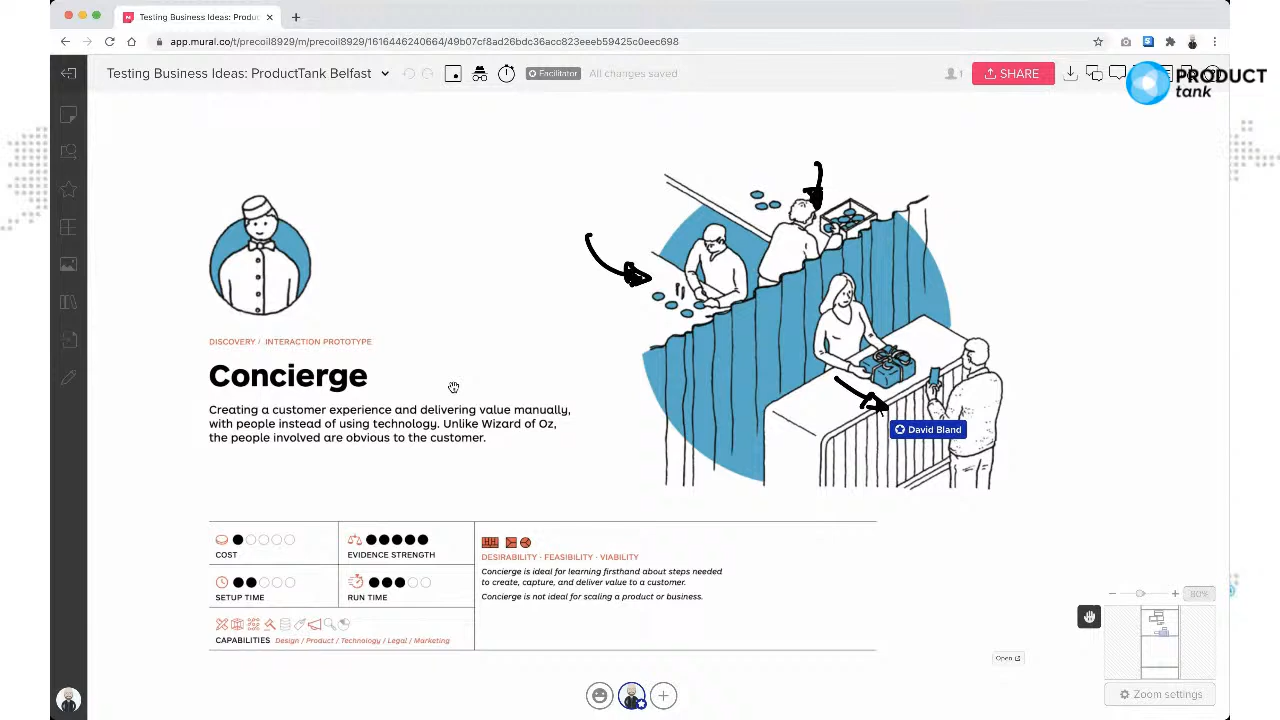 Testing Business Ideas: Produc
app.mural.co/t/precoil8929/m/precoil8929/1616446240664/49b07cf8ad26bdc36acc823eeeb59425c0eec698
Testing Business Ideas: ProductTank Belfast
Facilitator
All changes saved
1
SHARE
PRODUCT
tank
DISCOVERY / INTERACTION PROTOTYPE
Concierge
Creating a customer experience and delivering value manually,
with people instead of using technology. Unlike Wizard of Oz,
the people involved are obvious to the customer.
David Bland
COST
EVIDENCE STRENGTH
SETUP TIME
RUN TIME
CAPABILITIES Design / Product / Technology / Legal / Marketing
DESIRABILITY · FEASIBILITY · VIABILITY
Concierge is ideal for learning firsthand about steps needed
to create, capture, and deliver value to a customer.
Concierge is not ideal for scaling a product or business.
80%
Open
Zoom settings